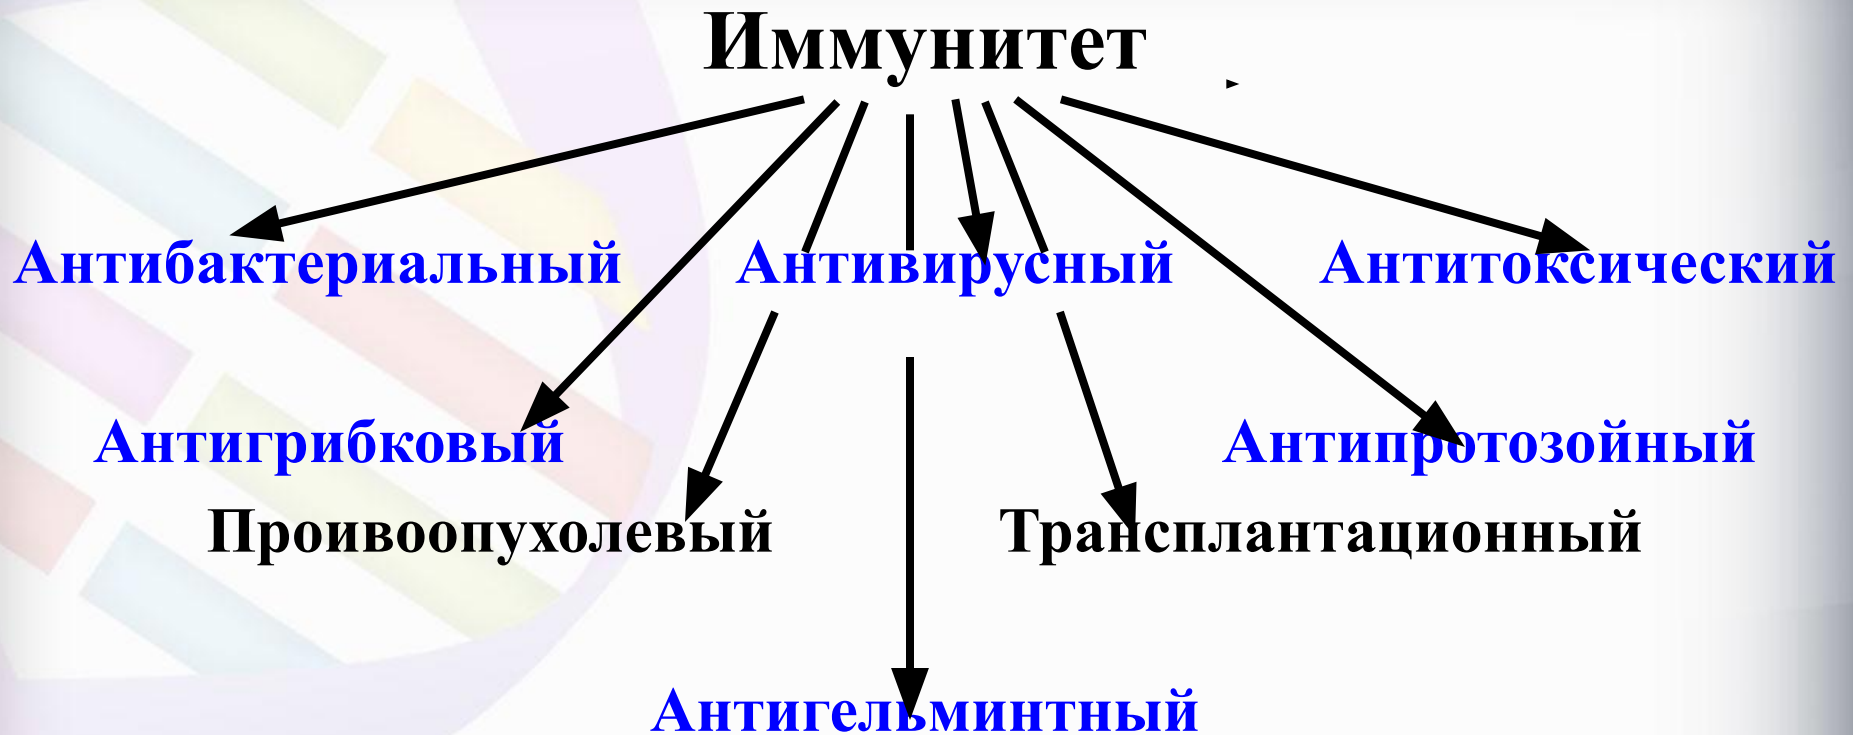 Иммунитет
Антибактериальный Антивирусный Антитоксический
Антигрибковый Антипротозойный
Проивоопухолевый Трансплантационный
Антигельминтный